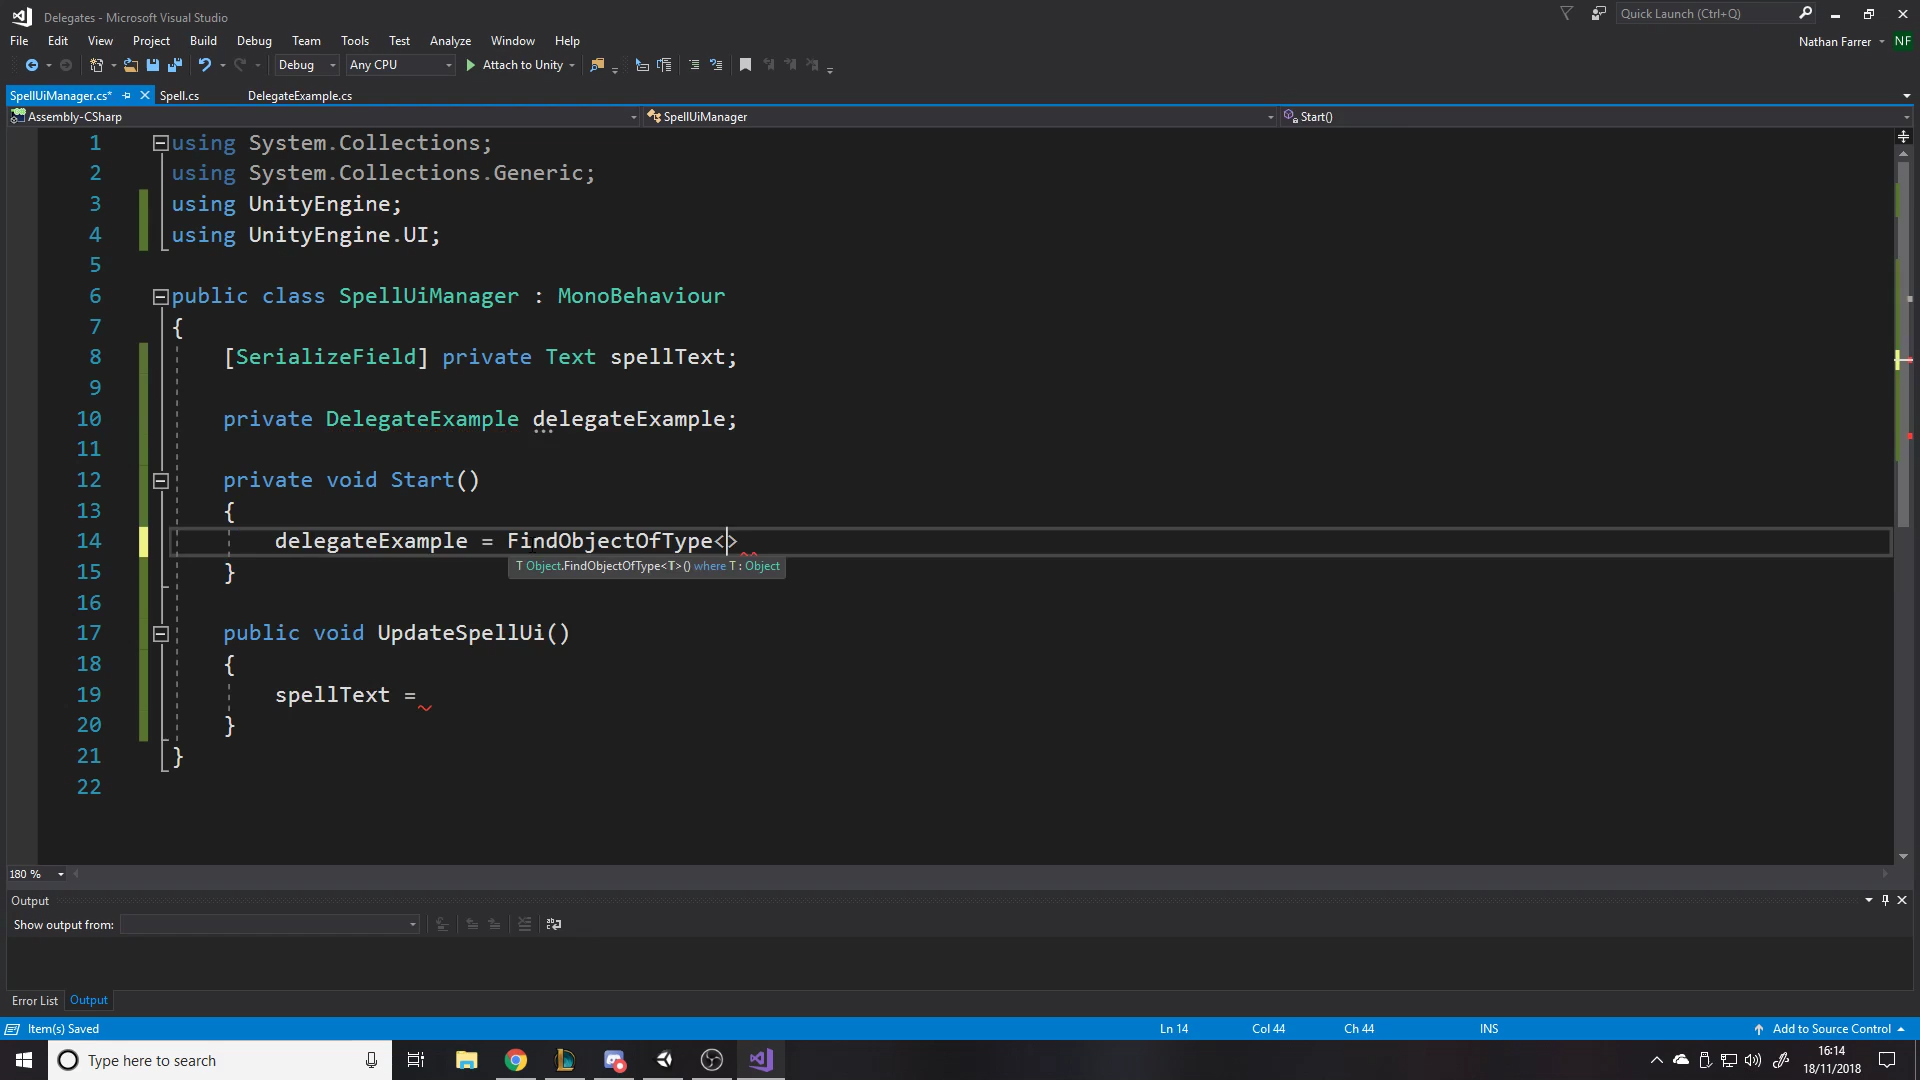 Delegates - Microsoft Visual Studio
Quick Launch (Ctrl+Q)
File Edit View Project Build Debug Team Tools Test Analyze Window Help
Nathan Farrer NF
Debug Any CPU Attach to Unity
SpellUiManager.cs* Spell.cs DelegateExample.cs
Assembly-CSharp SpellUiManager Start()
1 using System.Collections;
2 using System.Collections.Generic;
3 using UnityEngine;
4 using UnityEngine.UI;
5
6 public class SpellUiManager : MonoBehaviour
7 {
8 [SerializeField] private Text spellText;
9
10 private DelegateExample delegateExample;
11
12 private void Start()
13 {
14 delegateExample = FindObjectOfType<>
T Object.FindObjectOfType<T>() where T : Object
15 }
16
17 public void UpdateSpellUi()
18 {
19 spellText =
20 }
21 }
22
180 %
Output
Show output from:
Error List Output
Item(s) Saved Ln 14 Col 44 Ch 44 INS Add to Source Control
Type here to search
16:14
18/11/2018